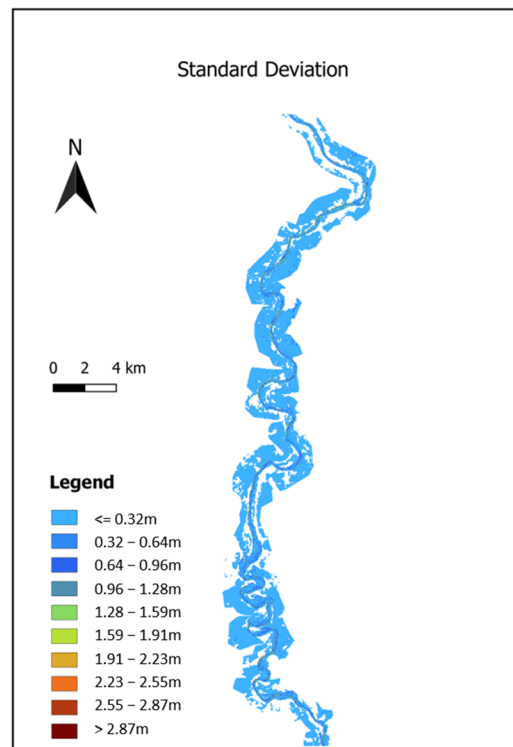 Standard Deviation
N
0 2 4 km
Legend
<= 0.32m
0.32 – 0.64m
0.64 – 0.96m
0.96 – 1.28m
1.28 – 1.59m
1.59 – 1.91m
1.91 – 2.23m
2.23 – 2.55m
2.55 – 2.87m
> 2.87m